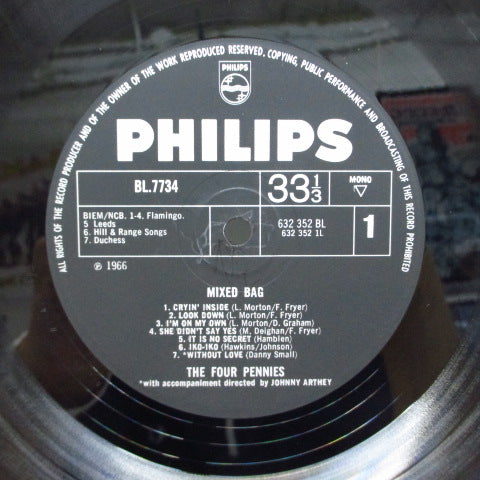 ALL RIGHTS OF THE RECORD PRODUCER AND OF THE OWNER OF THE WORK REPRODUCED RESERVED. COPYING, PUBLIC PERFORMANCE AND BROADCASTING OF THIS RECORD PROHIBITED
PHILIPS
PHILIPS
BL.7734
33 1/3
MONO
BIEM/NCB. 1-4. Flamingo.
5 Leeds
6. Hill & Range Songs
7. Duchess
632 352 BL
632 352 1L
1
℗ 1966
MIXED BAG
1. CRYIN' INSIDE (L. Morton/F. Fryer)
2. LOOK DOWN (L. Morton/F. Fryer)
3. I'M ON MY OWN (L. Morton/D. Graham)
4. SHE DIDN'T SAY YES (M. Deighan/F. Fryer)
5. IT IS NO SECRET (Hamblen)
6. IKO-IKO (Hawkins/Johnson)
7. *WITHOUT LOVE (Danny Small)
THE FOUR PENNIES
*with accompaniment directed by JOHNNY ARTHEY